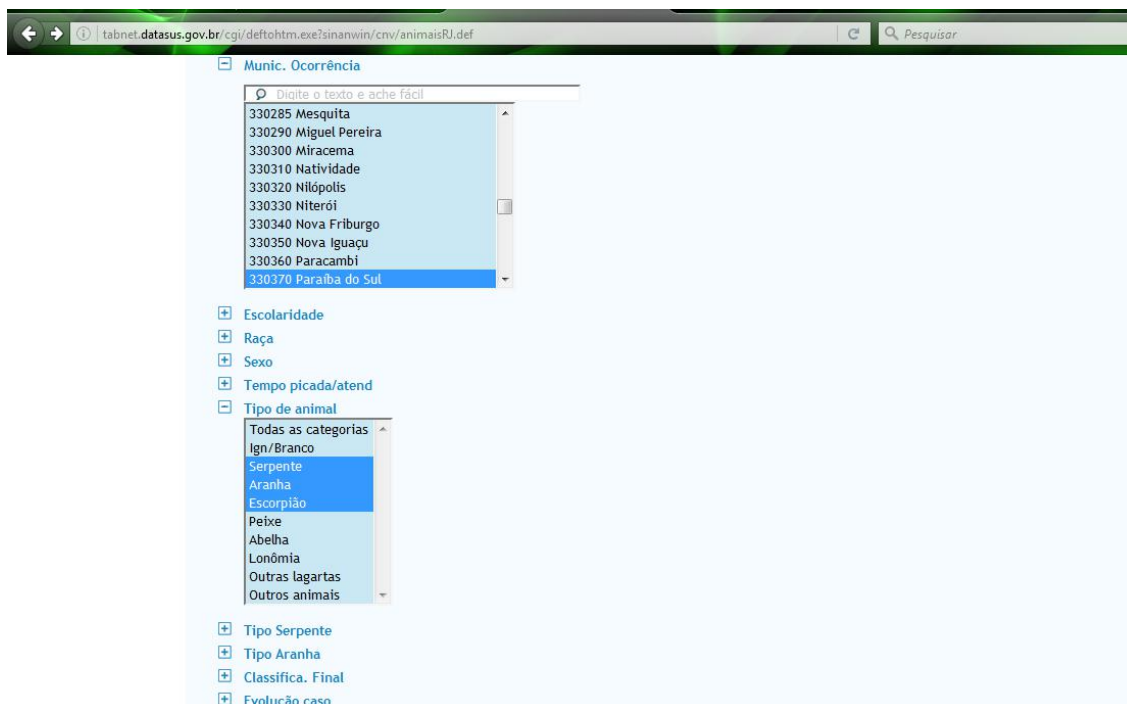 tabnet.datasus.gov.br/cgi/deftohtm.exe?sinanwin/cnv/animaisRJ.def
Pesquisar
Munic. Ocorrência
Digite o texto e ache fácil
330285 Mesquita
330290 Miguel Pereira
330300 Miracema
330310 Natividade
330320 Nilópolis
330330 Niterói
330340 Nova Friburgo
330350 Nova Iguaçu
330360 Paracambi
330370 Paraíba do Sul
Escolaridade
Raça
Sexo
Tempo picada/atend
Tipo de animal
Todas as categorias
Ign/Branco
Serpente
Aranha
Escorpião
Peixe
Abelha
Lonômia
Outras lagartas
Outros animais
Tipo Serpente
Tipo Aranha
Classifica. Final
Evolução caso